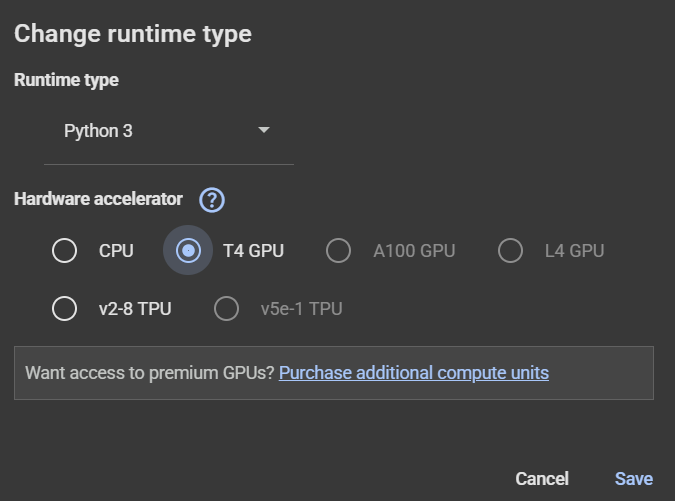 Change runtime type
Runtime type
Python 3
Hardware accelerator ?
CPU T4 GPU A100 GPU L4 GPU
v2-8 TPU v5e-1 TPU
Want access to premium GPUs? Purchase additional compute units
Cancel Save